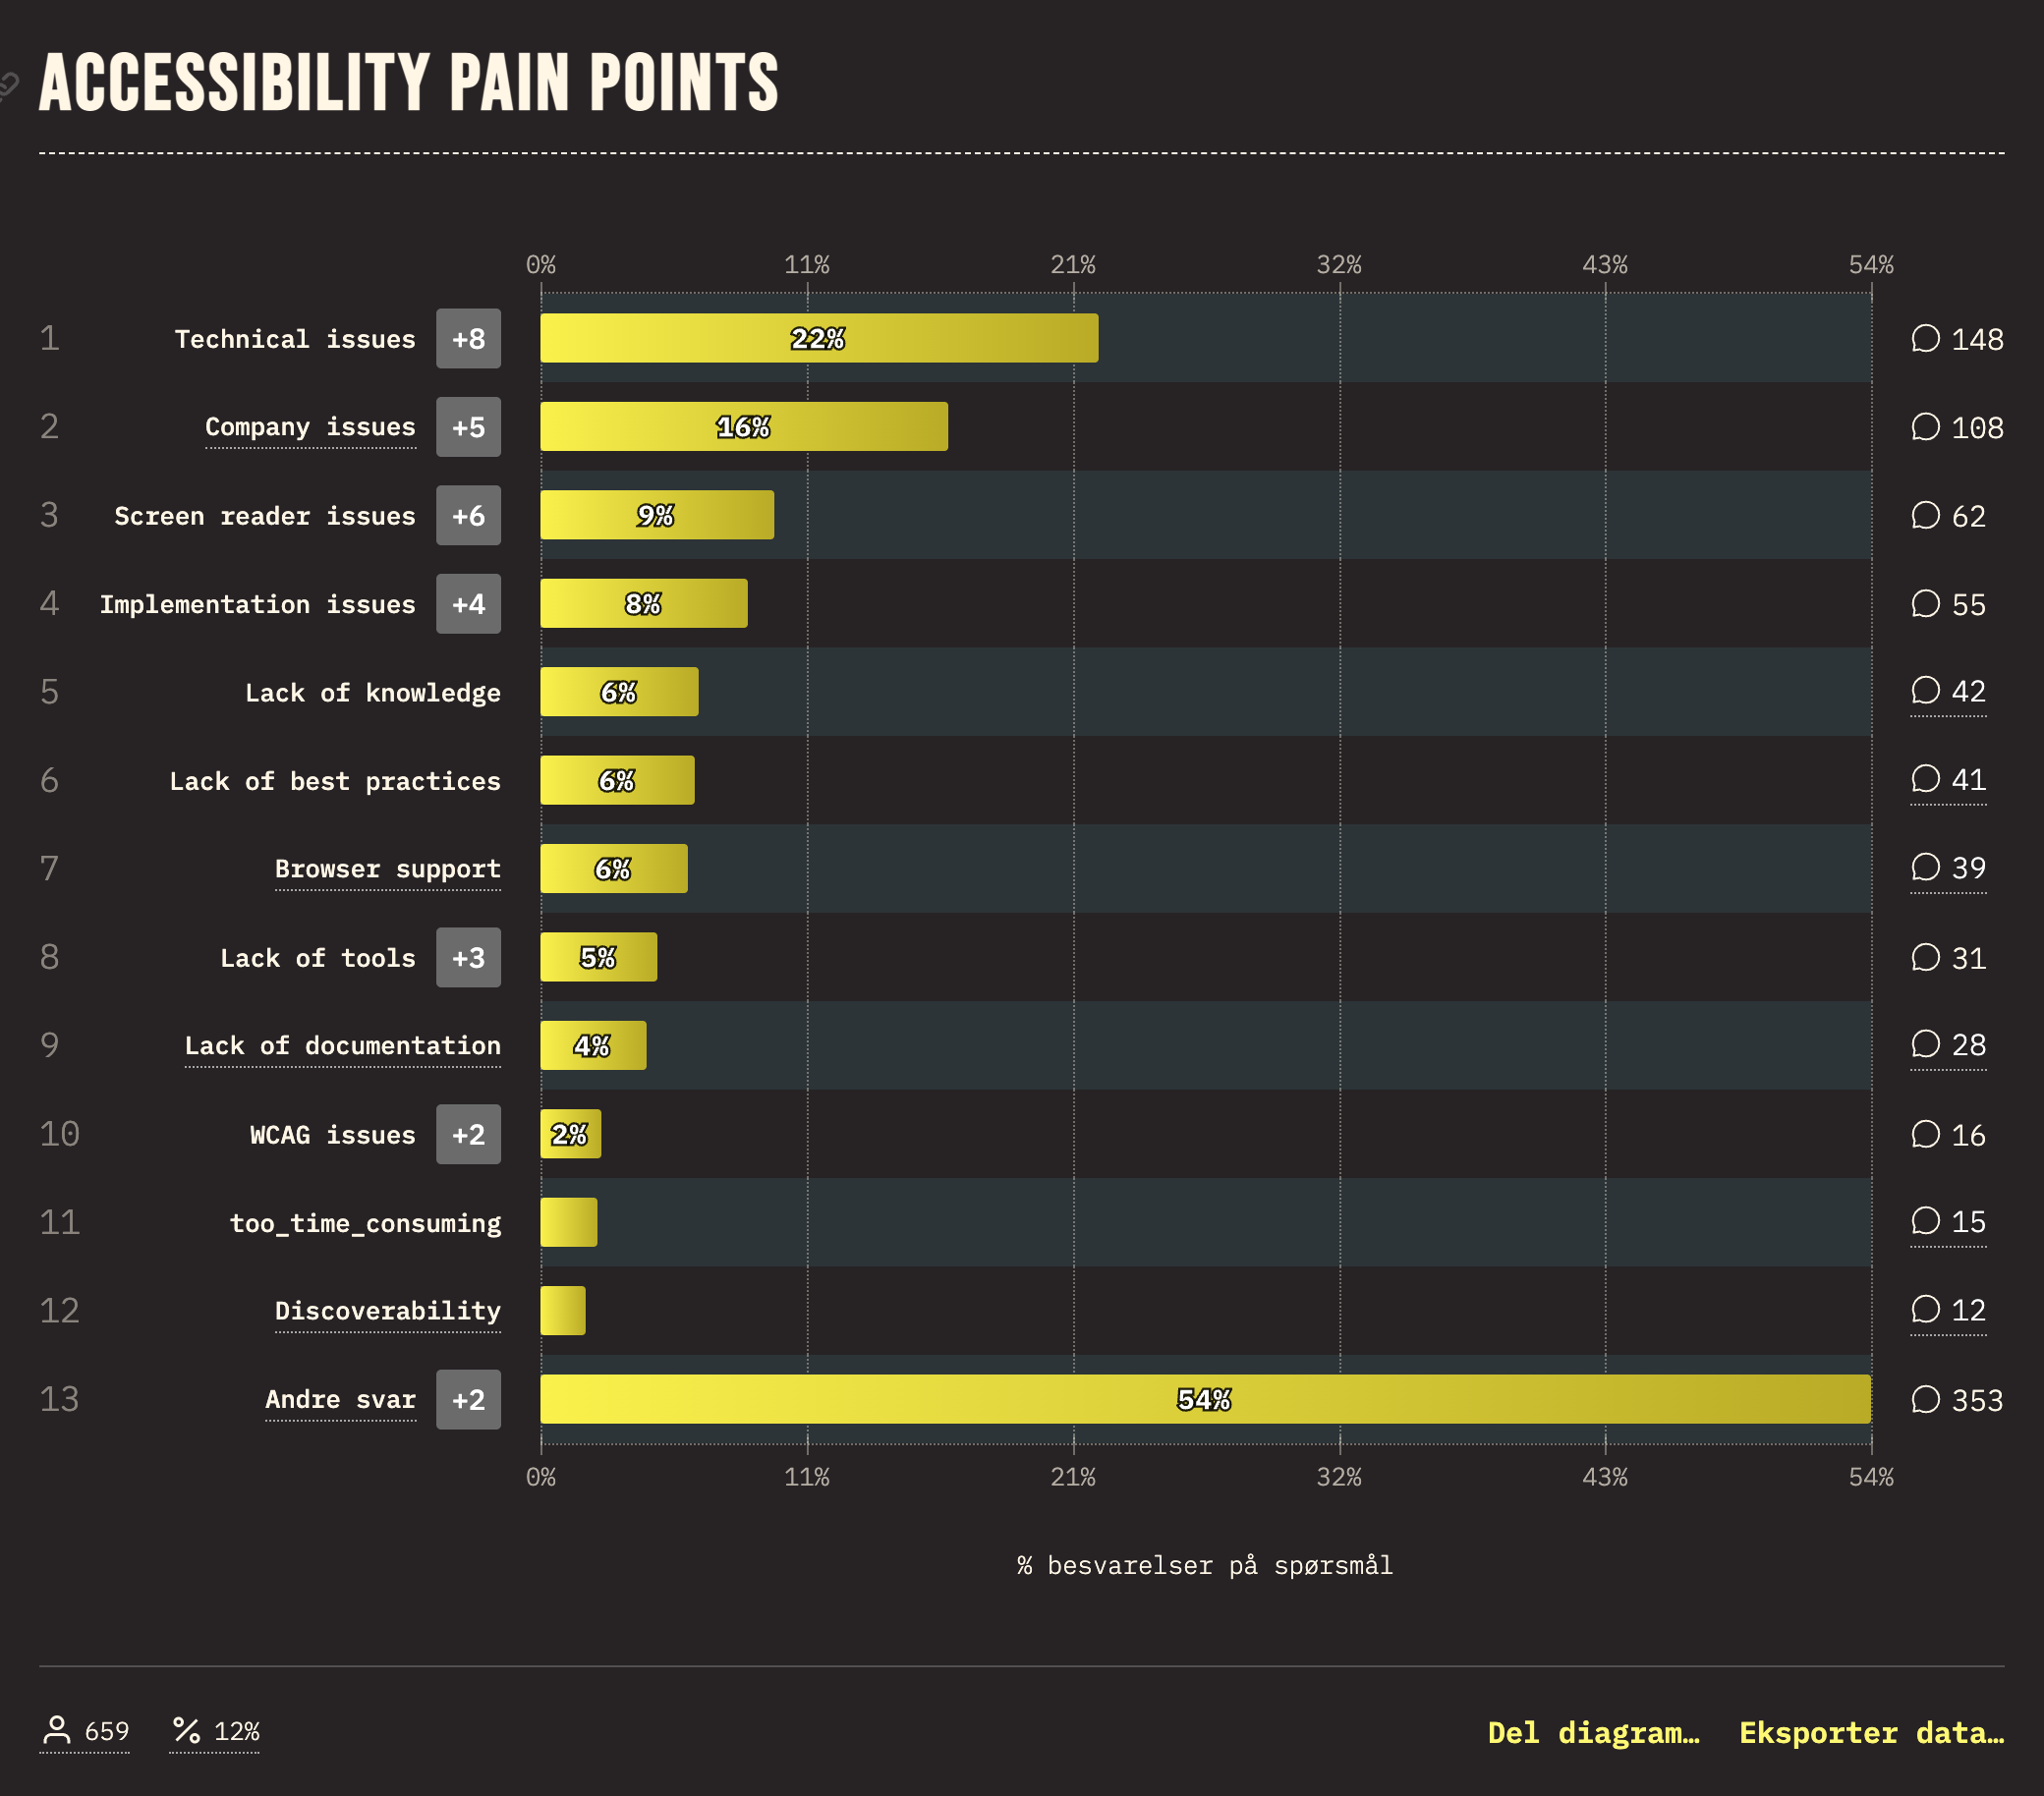 ACCESSIBILITY PAIN POINTS
0% 11% 21% 32% 43% 54%
1 Technical issues +8 22% 148
2 Company issues +5 16% 108
3 Screen reader issues +6 9% 62
4 Implementation issues +4 8% 55
5 Lack of knowledge 6% 42
6 Lack of best practices 6% 41
7 Browser support 6% 39
8 Lack of tools +3 5% 31
9 Lack of documentation 4% 28
10 WCAG issues +2 2% 16
11 too_time_consuming 15
12 Discoverability 12
13 Andre svar +2 54% 353
0% 11% 21% 32% 43% 54%
% besvarelser på spørsmål
659 12% Del diagram… Eksporter data…